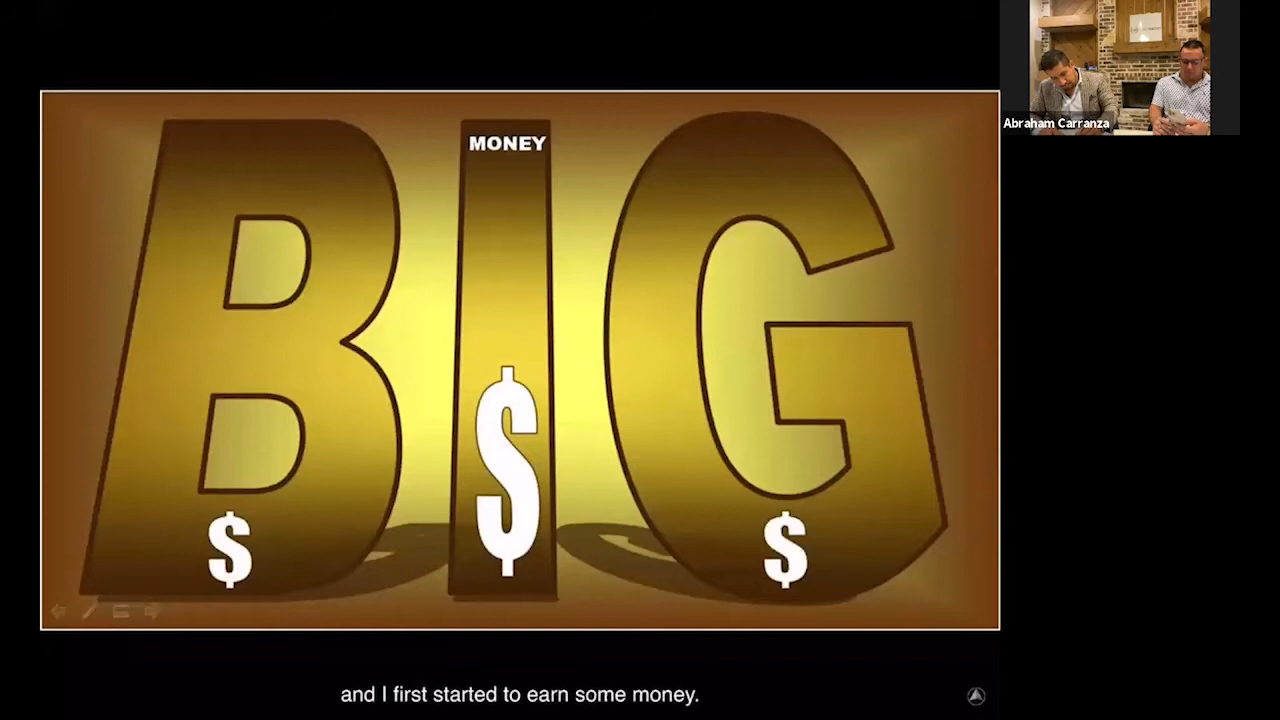 BIG
MONEY
$
$
$
Abraham Carranza
and I first started to earn some money.